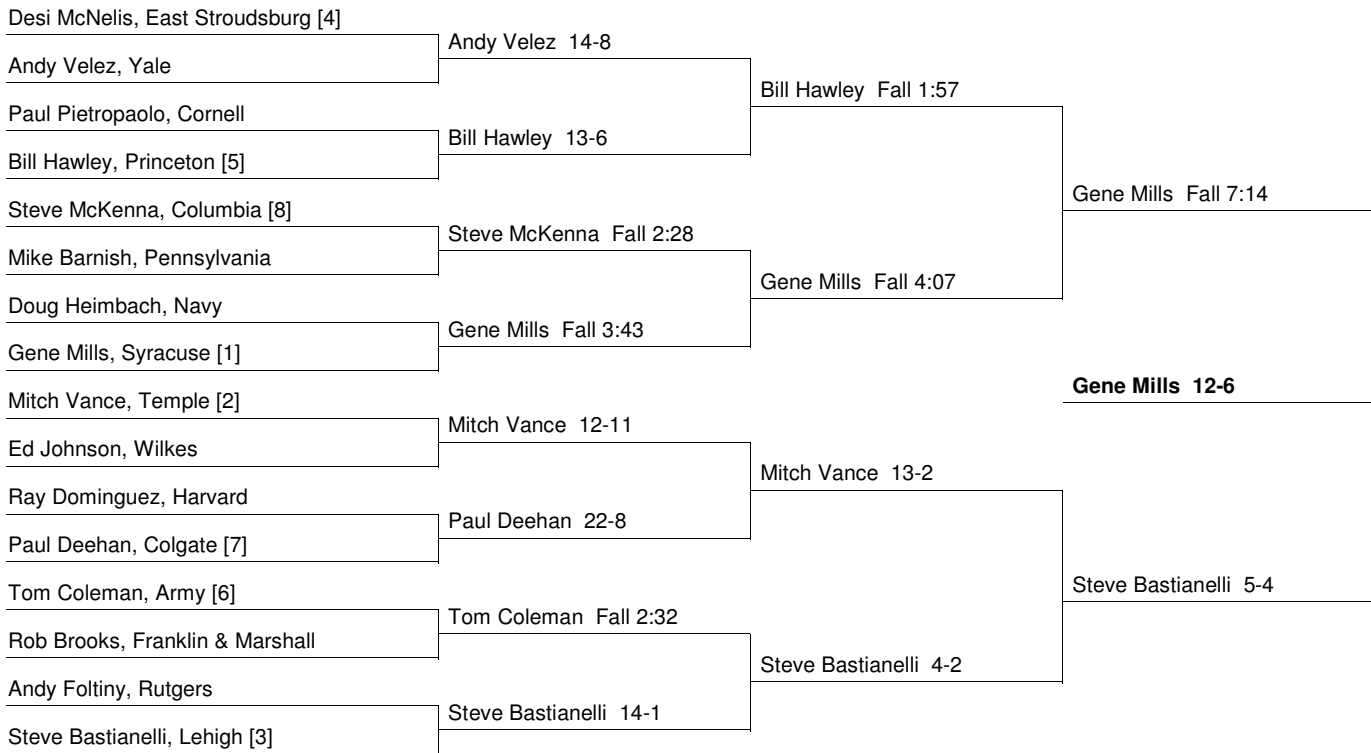 Desi McNelis, East Stroudsburg [4]
Andy Velez 14-8
Andy Velez, Yale
Bill Hawley Fall 1:57
Paul Pietropaolo, Cornell
Bill Hawley 13-6
Bill Hawley, Princeton [5]
Gene Mills Fall 7:14
Steve McKenna, Columbia [8]
Steve McKenna Fall 2:28
Mike Barnish, Pennsylvania
Gene Mills Fall 4:07
Doug Heimbach, Navy
Gene Mills Fall 3:43
Gene Mills, Syracuse [1]
Gene Mills 12-6
Mitch Vance, Temple [2]
Mitch Vance 12-11
Ed Johnson, Wilkes
Mitch Vance 13-2
Ray Dominguez, Harvard
Paul Deehan 22-8
Paul Deehan, Colgate [7]
Steve Bastianelli 5-4
Tom Coleman, Army [6]
Tom Coleman Fall 2:32
Rob Brooks, Franklin & Marshall
Steve Bastianelli 4-2
Andy Foltiny, Rutgers
Steve Bastianelli 14-1
Steve Bastianelli, Lehigh [3]